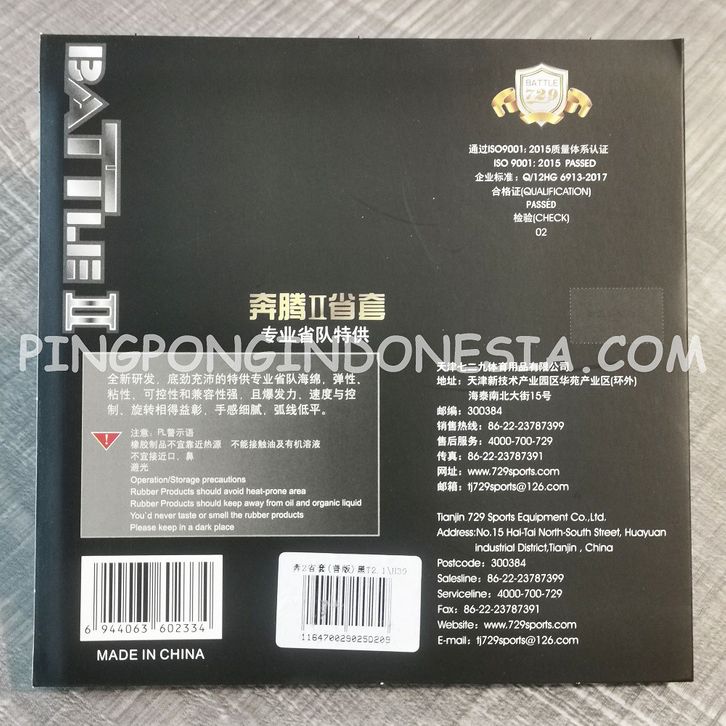 BATTLE II
BATTLE
729
通过ISO9001: 2015质量体系认证
ISO 9001: 2015 PASSED
企业标准: Q/12HG 6913-2017
合格证(QUALIFICATION)
PASSED
检验(CHECK)
02
奔腾II省套
专业省队特供
PINGPONGINDONESIA.COM
全新研发，底劲充沛的特供专业省队海绵，弹性、
粘性、可控性和兼容性强，且爆发力、速度与控
制、旋转相得益彰，手感细腻，弧线低平。
注意: PL警示语
橡胶制品不宜靠近热源 不能接触油及有机溶液
不宜接近口，鼻
避光
Operation/Storage precautions
Rubber Products should avoid heat-prone area
Rubber Products should keep away from oil and organic liquid
You'd never taste or smell the rubber products
Please keep in a dark place
天津七二九体育用品有限公司
地址: 天津新技术产业园区华苑产业区(环外)
海泰南北大街15号
邮编: 300384
销售热线: 86-22-23787399
售后服务: 4000-700-729
传真: 86-22-23787391
网址: www.729sports.com
邮箱: tj729sports@126.com
Tianjin 729 Sports Equipment Co.,Ltd.
Address:No.15 Hai-Tai North-South Street, Huayuan
industrial District,Tianjin , China
Postcode: 300384
Salesline: 86-22-23787399
Serviceline: 4000-700-729
Fax: 86-22-23787391
Website: www.729sports.com
E-mail: tj729sports@126.com
6 944063 602334
MADE IN CHINA
奔2省套(普版)黑T2.1\H39
1164700290250209